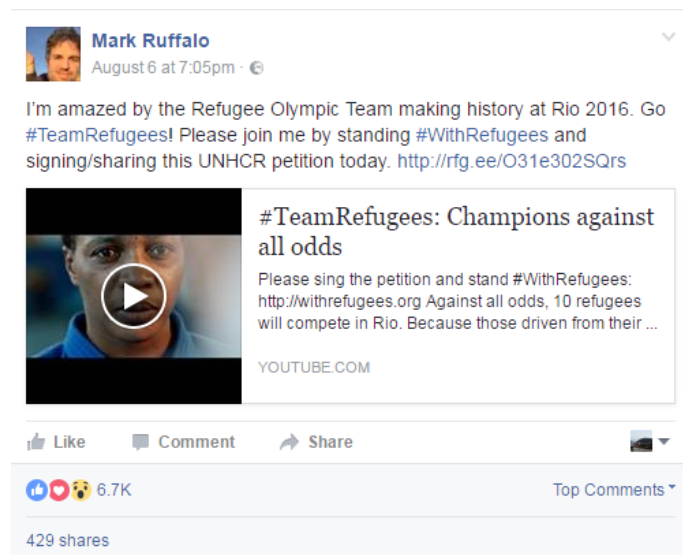 Mark Ruffalo
August 6 at 7:05pm ·
I'm amazed by the Refugee Olympic Team making history at Rio 2016. Go
#TeamRefugees! Please join me by standing #WithRefugees and
signing/sharing this UNHCR petition today. http://rfg.ee/O31e302SQrs
#TeamRefugees: Champions against
all odds
Please sing the petition and stand #WithRefugees:
http://withrefugees.org Against all odds, 10 refugees
will compete in Rio. Because those driven from their ...
YOUTUBE.COM
Like Comment Share
6.7K Top Comments
429 shares